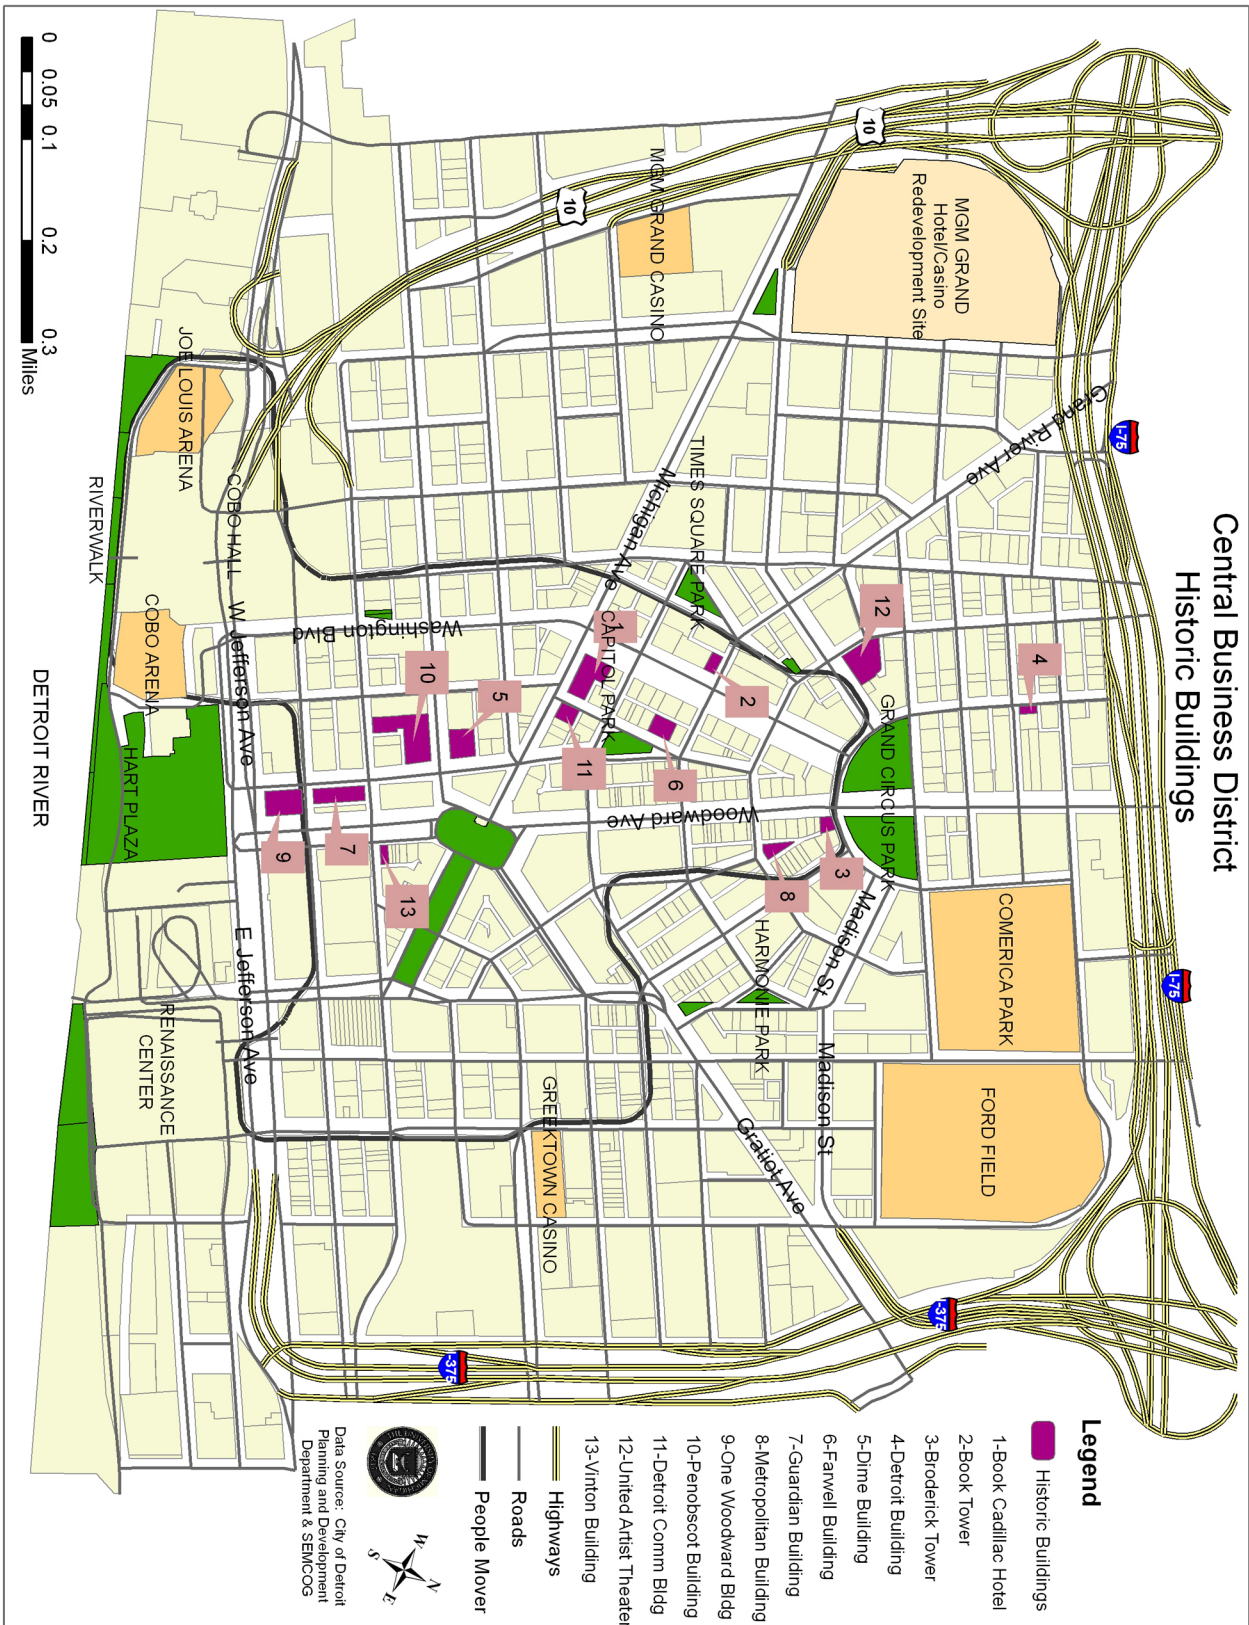 Central Business District
Historic Buildings
I-75
I-75
10
10
I-375
I-375
MGM GRAND
Hotel/Casino
Redevelopment Site
MGM GRAND CASINO
Grand River Ave
Michigan Ave
TIMES SQUARE PARK
CAPITOL PARK
GRAND CIRCUS PARK
COMERICA PARK
FORD FIELD
Madison St
Madison St
HARMONIE PARK
Gratiot Ave
GREEKTOWN CASINO
Woodward Ave
Washington Blvd
W Jefferson Ave
E Jefferson Ave
JOE LOUIS ARENA
COBO HALL
COBO ARENA
RIVERWALK
HART PLAZA
RENAISSANCE
CENTER
DETROIT RIVER
4
12
2
1
3
8
6
11
5
10
13
7
9
0 0.05 0.1 0.2 0.3
Miles
Legend
Historic Buildings
1-Book Cadillac Hotel
2-Book Tower
3-Broderick Tower
4-Detroit Building
5-Dime Building
6-Farwell Building
7-Guardian Building
8-Metropolitan Building
9-One Woodward Bldg
10-Penobscot Building
11-Detroit Comm Bldg
12-United Artist Theater
13-Vinton Building
Highways
Roads
People Mover
N
E
S
W
Data Source: City of Detroit
Planning and Development
Department & SEMCOG